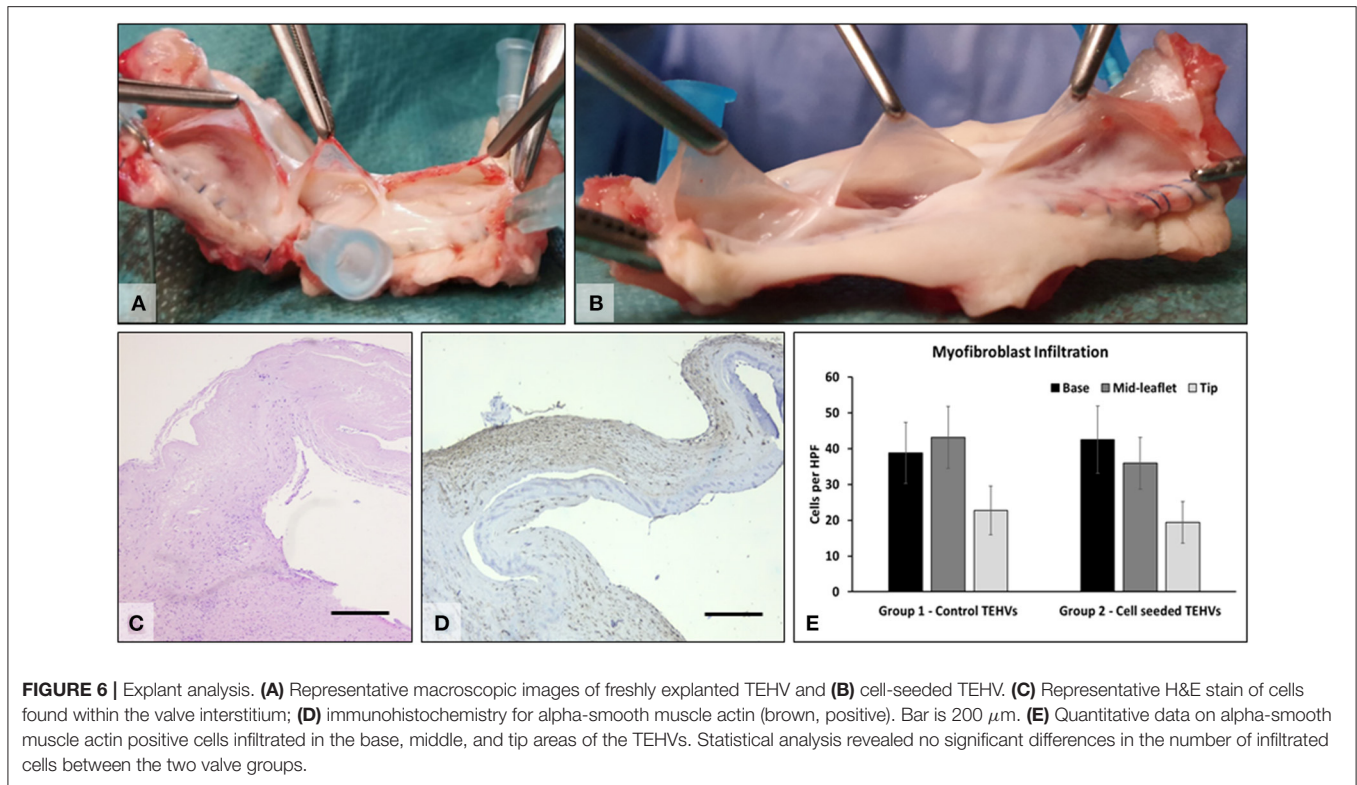 A
B
C
D
Myofibroblast Infiltration
Base Mid-leaflet Tip
Cells per HPF
60
50
40
30
20
10
0
Group 1 - Control TEHVs Group 2 - Cell seeded TEHVs
E
FIGURE 6 | Explant analysis. (A) Representative macroscopic images of freshly explanted TEHV and (B) cell-seeded TEHV. (C) Representative H&E stain of cells
found within the valve interstitium; (D) immunohistochemistry for alpha-smooth muscle actin (brown, positive). Bar is 200 μm. (E) Quantitative data on alpha-smooth
muscle actin positive cells infiltrated in the base, middle, and tip areas of the TEHVs. Statistical analysis revealed no significant differences in the number of infiltrated
cells between the two valve groups.